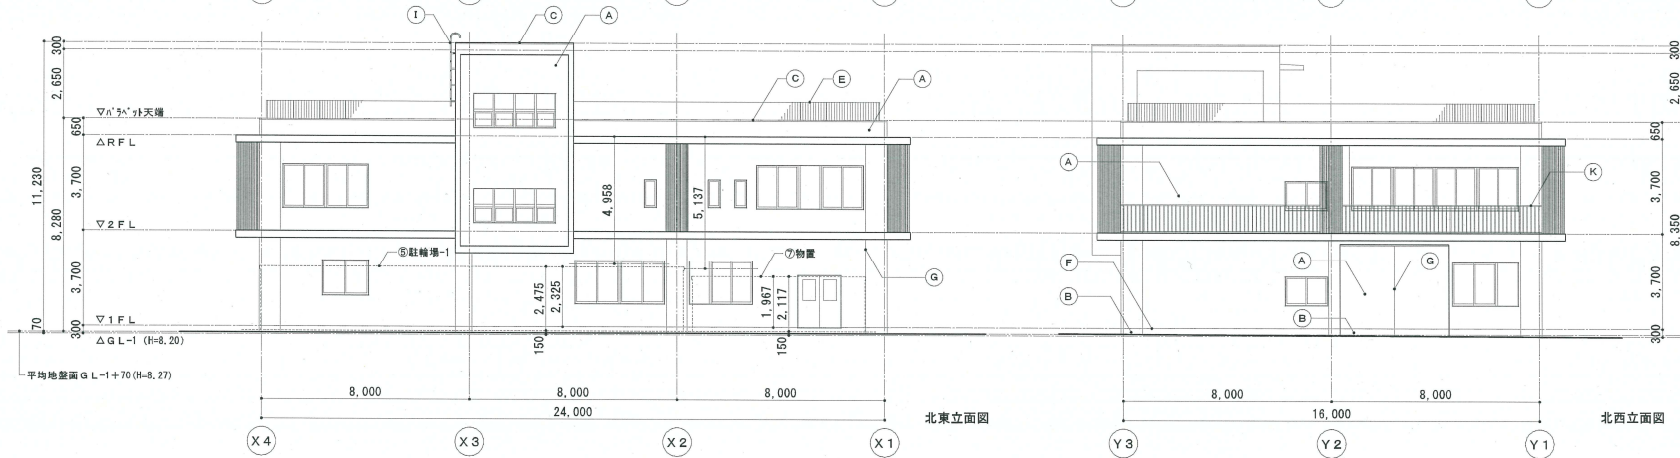 I
C
A
C
E
A
300
2,650
▽パラペット天端
650
△RFL
11,230
3,700
8,280
▽2FL
3,700
70
300
▽1FL
△GL-1 (H=8.20)
平均地盤面GL-1+70(H=8.27)
4,958
5,137
⑤駐輪場-1
⑦物置
G
2,475
2,325
1,967
2,117
150
150
8,000
8,000
8,000
24,000
北東立面図
X4
X3
X2
X1
300
2,650
650
A
K
3,700
8,350
F
A
G
B
B
3,700
300
8,000
8,000
16,000
北西立面図
Y3
Y2
Y1